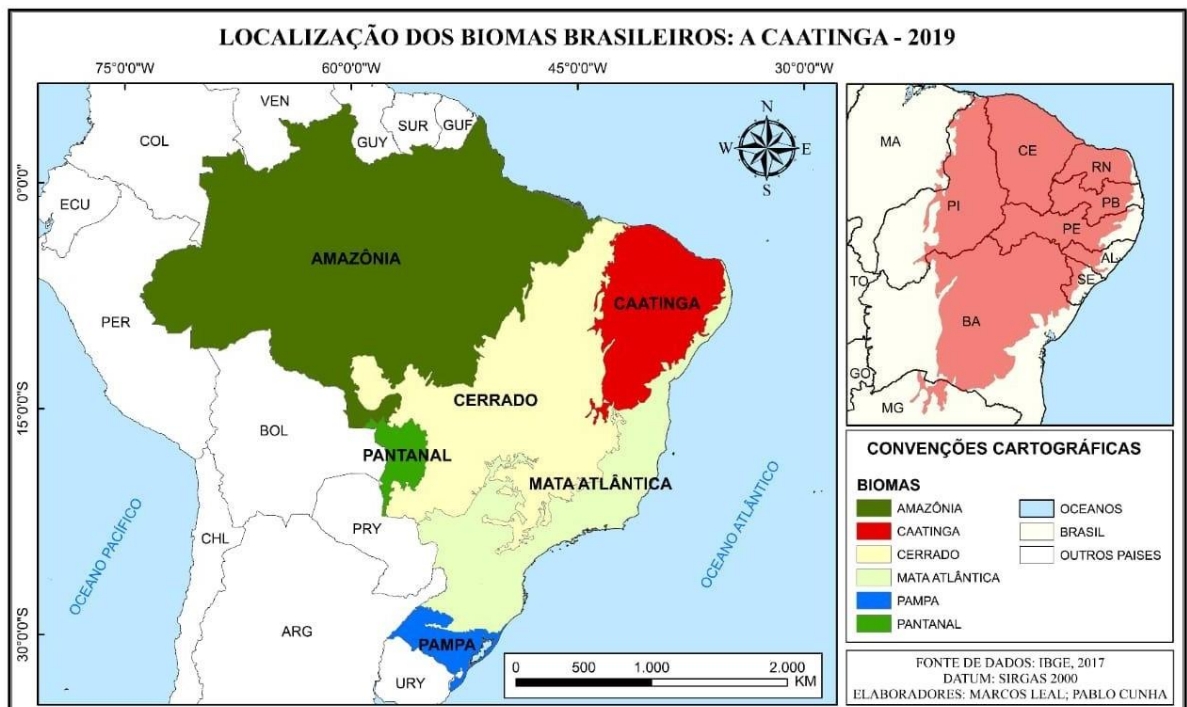 LOCALIZAÇÃO DOS BIOMAS BRASILEIROS: A CAATINGA - 2019
75°0'0"W
60°0'0"W
45°0'0"W
30°0'0"W
0°0'0"
15°0'0"S
30°0'0"S
VEN
COL
GUY
SUR
GUF
ECU
PER
BOL
CHL
PRY
ARG
URY
AMAZÔNIA
CAATINGA
CERRADO
PANTANAL
MATA ATLÂNTICA
PAMPA
OCEANO PACÍFICO
OCEANO ATLÂNTICO
N
W
E
S
0 500 1.000 2.000
KM
MA
CE
RN
PI
PB
PE
AL
SE
TO
BA
GO
MG
CONVENÇÕES CARTOGRÁFICAS
BIOMAS
AMAZÔNIA
CAATINGA
CERRADO
MATA ATLÂNTICA
PAMPA
PANTANAL
OCEANOS
BRASIL
OUTROS PAISES
FONTE DE DADOS: IBGE, 2017
DATUM: SIRGAS 2000
ELABORADORES: MARCOS LEAL; PABLO CUNHA